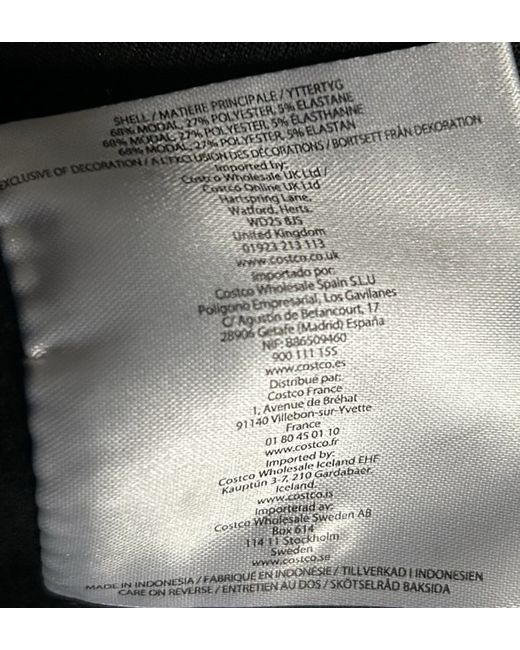 SHELL / MATIERE PRINCIPALE / YTTERTYG
68% MODAL, 27% POLYESTER, 5% ELASTANE
68% MODAL, 27% POLYESTER, 5% ELASTHANNE
68% MODAL, 27% POLYESTER, 5% ELASTAN
EXCLUSIVE OF DECORATION / A L'EXCLUSION DES DÉCORATIONS / BORTSETT FRÅN DEKORATION
Imported by:
Costco Wholesale UK Ltd /
Costco Online UK Ltd
Hartspring Lane,
Watford, Herts.
WD25 8JS
United Kingdom
01923 213 113
www.costco.co.uk
Importado por:
Costco Wholesale Spain S.L.U
Polígono Empresarial, Los Gavilanes
C/ Agustín de Betancourt, 17
28906 Getafe (Madrid) España
NIF: B86509460
900 111 155
www.costco.es
Distribué par:
Costco France
1, Avenue de Bréhat
91140 Villebon-sur-Yvette
France
01 80 45 01 10
www.costco.fr
Imported by:
Costco Wholesale Iceland EHF
Kauptún 3-7, 210 Gardabaer,
Iceland.
www.costco.is
Importerad av:
Costco Wholesale Sweden AB
Box 614
114 11 Stockholm
Sweden
www.costco.se
MADE IN INDONESIA / FABRIQUE EN INDONÉSIE / TILLVERKAD I INDONESIEN
CARE ON REVERSE / ENTRETIEN AU DOS / SKÖTSELRÅD BAKSIDA